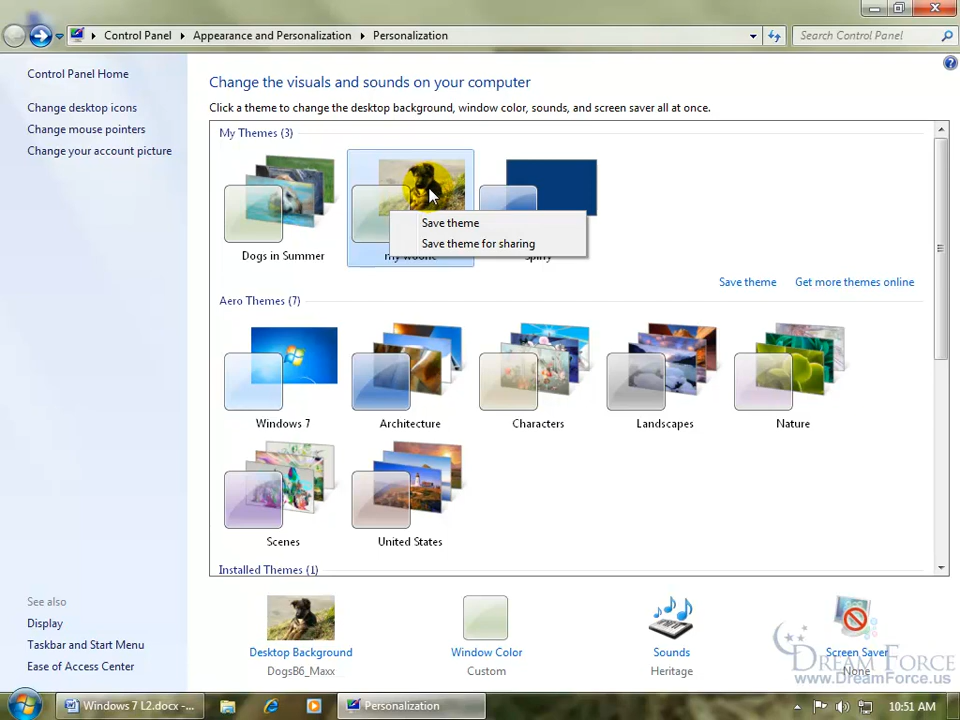 Control Panel Appearance and Personalization Personalization Search Control Panel
Control Panel Home
Change desktop icons
Change mouse pointers
Change your account picture
Change the visuals and sounds on your computer
Click a theme to change the desktop background, window color, sounds, and screen saver all at once.
My Themes (3)
Save theme
Save theme for sharing
Dogs in Summer
Save theme Get more themes online
Aero Themes (7)
Windows 7 Architecture Characters Landscapes Nature
Scenes United States
Installed Themes (1)
See also
Display
Taskbar and Start Menu
Ease of Access Center
Desktop Background Window Color Sounds Screen Saver
DogsB6_Maxx Custom Heritage None
DREAM FORCE
www.DreamForce.us
Windows 7 L2.docx -... Personalization 10:51 AM